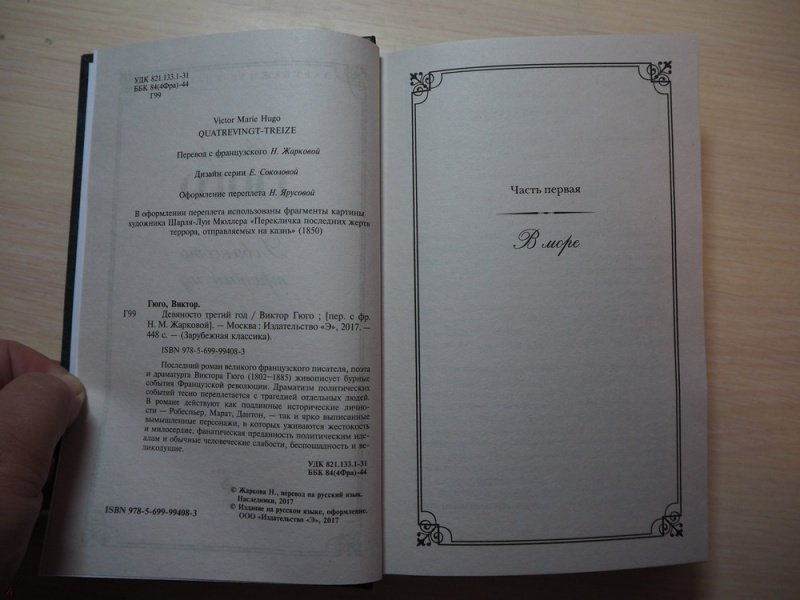 УДК 821.133.1-31
ББК 84(4Фра)-44
Г99
Victor Marie Hugo
QUATREVINGT-TREIZE
Перевод с французского Н. Жарковой
Дизайн серии Е. Соколовой
Оформление переплета Н. Ярусовой
В оформлении переплета использованы фрагменты картины
художника Шарля-Луи Мюллера «Перекличка последних жертв
террора, отправляемых на казнь» (1850)
Гюго, Виктор.
Г99 Девяносто третий год / Виктор Гюго ; [пер. с фр.
Н. М. Жарковой]. — Москва : Издательство «Э», 2017. —
448 с. — (Зарубежная классика).
ISBN 978-5-699-99408-3
Последний роман великого французского писателя, поэта
и драматурга Виктора Гюго (1802—1885) живописует бурные
события Французской революции. Драматизм политических
событий тесно переплетается с трагедией отдельных людей.
В романе действуют как подлинные исторические лично-
сти — Робеспьер, Марат, Дантон, — так и ярко выписанные
вымышленные персонажи, в которых уживаются жестокость
и милосердие, фанатическая преданность политическим иде-
алам и обычные человеческие слабости, беспощадность и ве-
ликодушие.
УДК 821.133.1-31
ББК 84(4Фра)-44
© Жаркова Н., перевод на русский язык.
Наследники, 2017
© Издание на русском языке, оформление.
ООО «Издательство «Э», 2017
ISBN 978-5-699-99408-3
Часть первая
В море